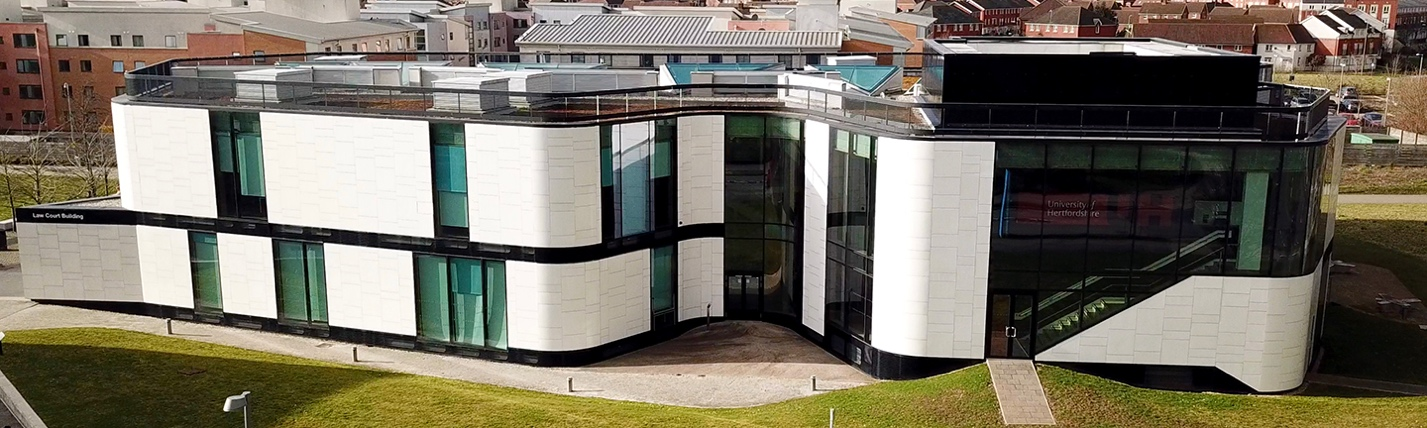 Law Court Building
University of
Hertfordshire